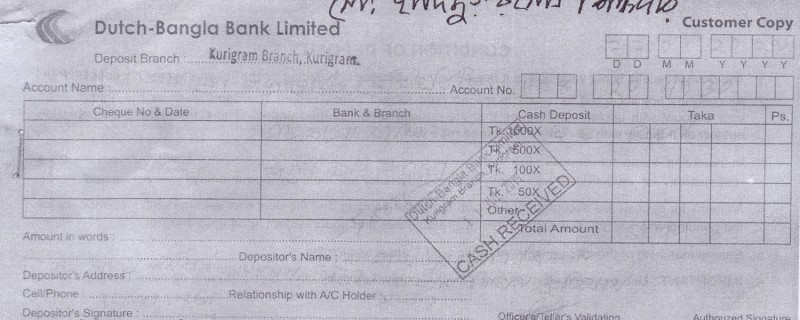 Customer Copy
Dutch-Bangla Bank Limited
Deposit Branch : Kurigram Branch, Kurigram.
D D M M Y Y Y Y
Account Name : Account No.
Cheque No & Date Bank & Branch Cash Deposit Taka Ps.
Tk. 1000X
Tk. 500X
Tk. 100X
Tk. 50X
Other
Total Amount
Dutch-Bangla Bank Limited
Kurigram Branch, Kurigram
CASH RECEIVED
Amount in words :
Depositor's Name :
Depositor's Address :
Cell/Phone : Relationship with A/C Holder :
Depositor's Signature : Officer's/Teller's Validation Authorized Signature